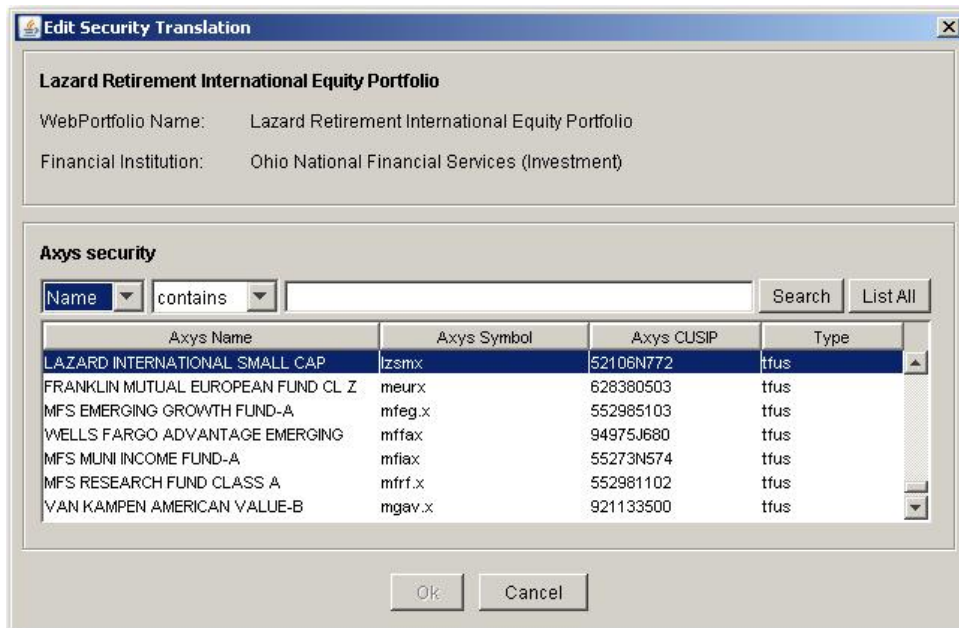 Edit Security Translation
Lazard Retirement International Equity Portfolio
WebPortfolio Name: Lazard Retirement International Equity Portfolio
Financial Institution: Ohio National Financial Services (Investment)
Axys security
Name contains Search List All
Axys Name Axys Symbol Axys CUSIP Type
LAZARD INTERNATIONAL SMALL CAP lzsmx 52106N772 tfus
FRANKLIN MUTUAL EUROPEAN FUND CL Z meurx 628380503 tfus
MFS EMERGING GROWTH FUND-A mfeg.x 552985103 tfus
WELLS FARGO ADVANTAGE EMERGING mffax 94975J680 tfus
MFS MUNI INCOME FUND-A mfiax 55273N574 tfus
MFS RESEARCH FUND CLASS A mfrf.x 552981102 tfus
VAN KAMPEN AMERICAN VALUE-B mgav.x 921133500 tfus
Ok Cancel